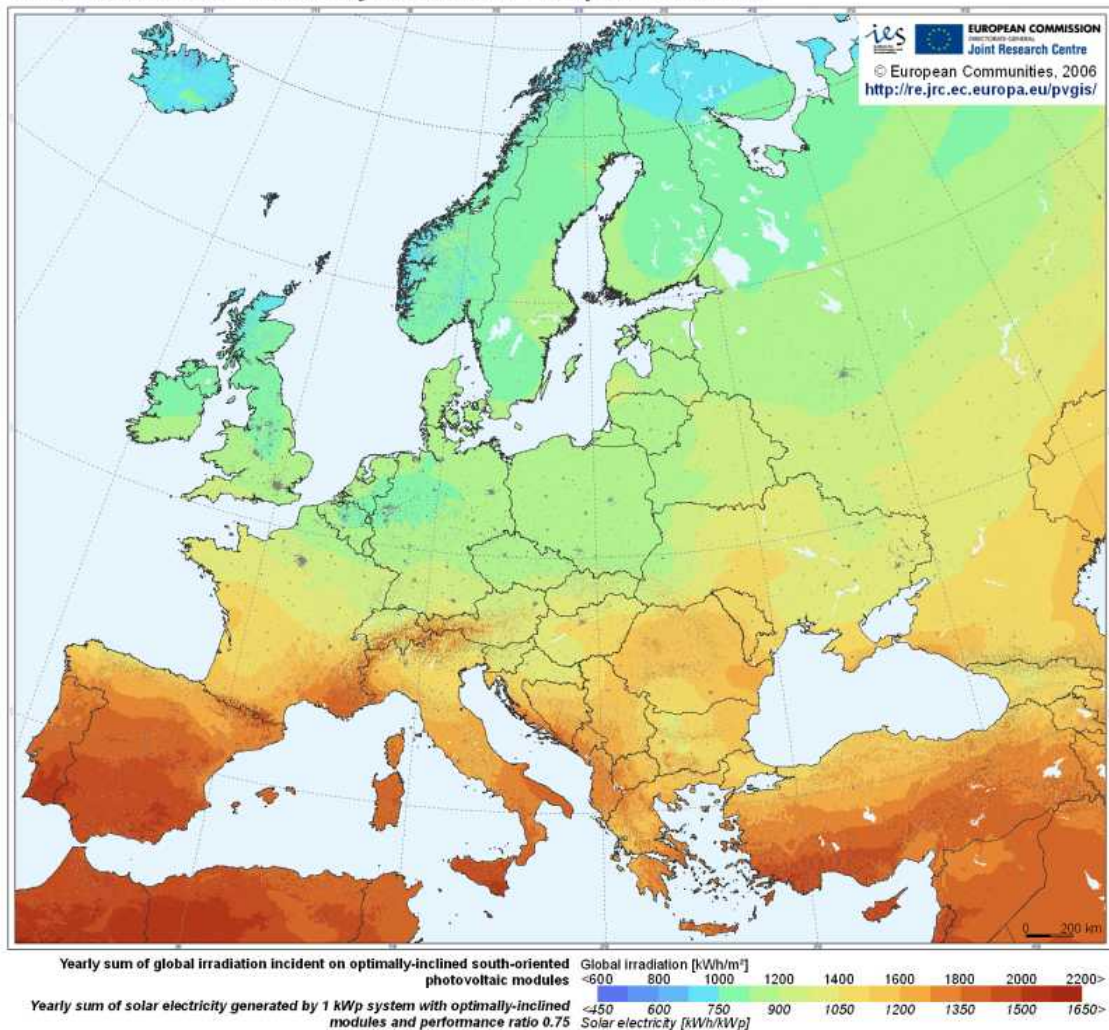 ies
EUROPEAN COMMISSION
DIRECTORATE-GENERAL
Joint Research Centre
© European Communities, 2006
http://re.jrc.ec.europa.eu/pvgis/
0 200 km
Yearly sum of global irradiation incident on optimally-inclined south-oriented
photovoltaic modules
Global irradiation [kWh/m²]
<600 800 1000 1200 1400 1600 1800 2000 2200>
Yearly sum of solar electricity generated by 1 kWp system with optimally-inclined
modules and performance ratio 0.75
<450 600 750 900 1050 1200 1350 1500 1650>
Solar electricity [kWh/kWp]